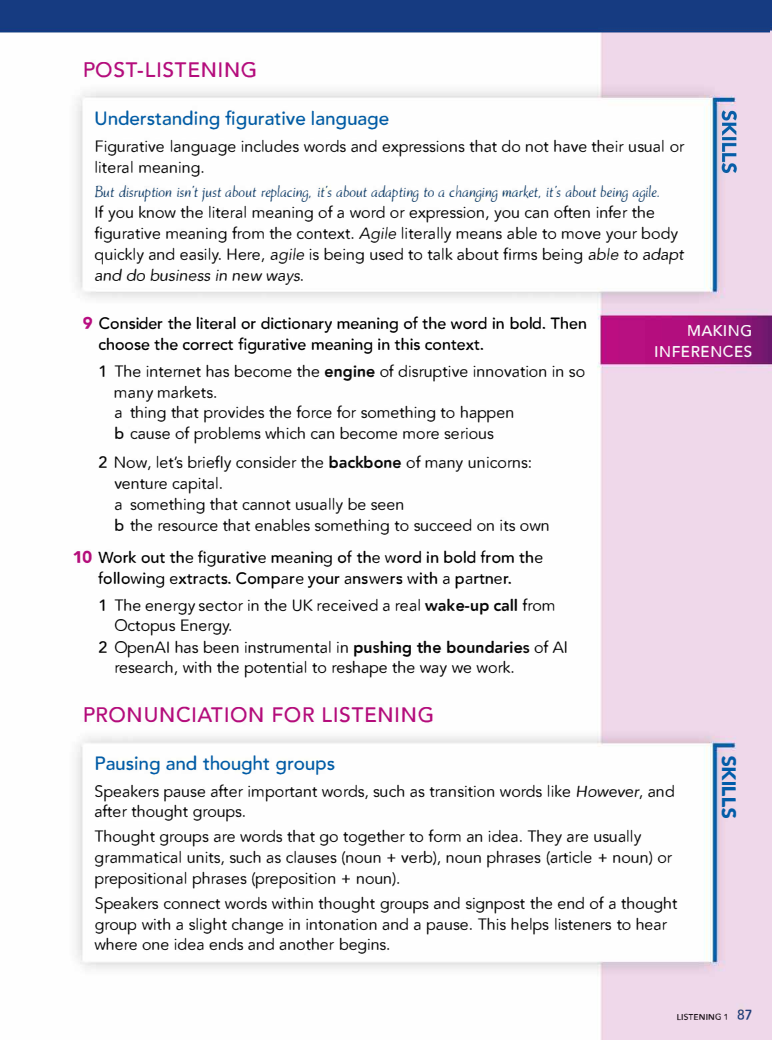 POST-LISTENING
Understanding figurative language
Figurative language includes words and expressions that do not have their usual or
literal meaning.
But disruption isn't just about replacing, it's about adapting to a changing market, it's about being agile.
If you know the literal meaning of a word or expression, you can often infer the
figurative meaning from the context. Agile literally means able to move your body
quickly and easily. Here, agile is being used to talk about firms being able to adapt
and do business in new ways.
SKILLS
9 Consider the literal or dictionary meaning of the word in bold. Then
choose the correct figurative meaning in this context.
MAKING
INFERENCES
1 The internet has become the engine of disruptive innovation in so
many markets.
a thing that provides the force for something to happen
b cause of problems which can become more serious
2 Now, let's briefly consider the backbone of many unicorns:
venture capital.
a something that cannot usually be seen
b the resource that enables something to succeed on its own
10 Work out the figurative meaning of the word in bold from the
following extracts. Compare your answers with a partner.
1 The energy sector in the UK received a real wake-up call from
Octopus Energy.
2 OpenAI has been instrumental in pushing the boundaries of AI
research, with the potential to reshape the way we work.
PRONUNCIATION FOR LISTENING
Pausing and thought groups
Speakers pause after important words, such as transition words like However, and
after thought groups.
Thought groups are words that go together to form an idea. They are usually
grammatical units, such as clauses (noun + verb), noun phrases (article + noun) or
prepositional phrases (preposition + noun).
Speakers connect words within thought groups and signpost the end of a thought
group with a slight change in intonation and a pause. This helps listeners to hear
where one idea ends and another begins.
SKILLS
LISTENING 1 87